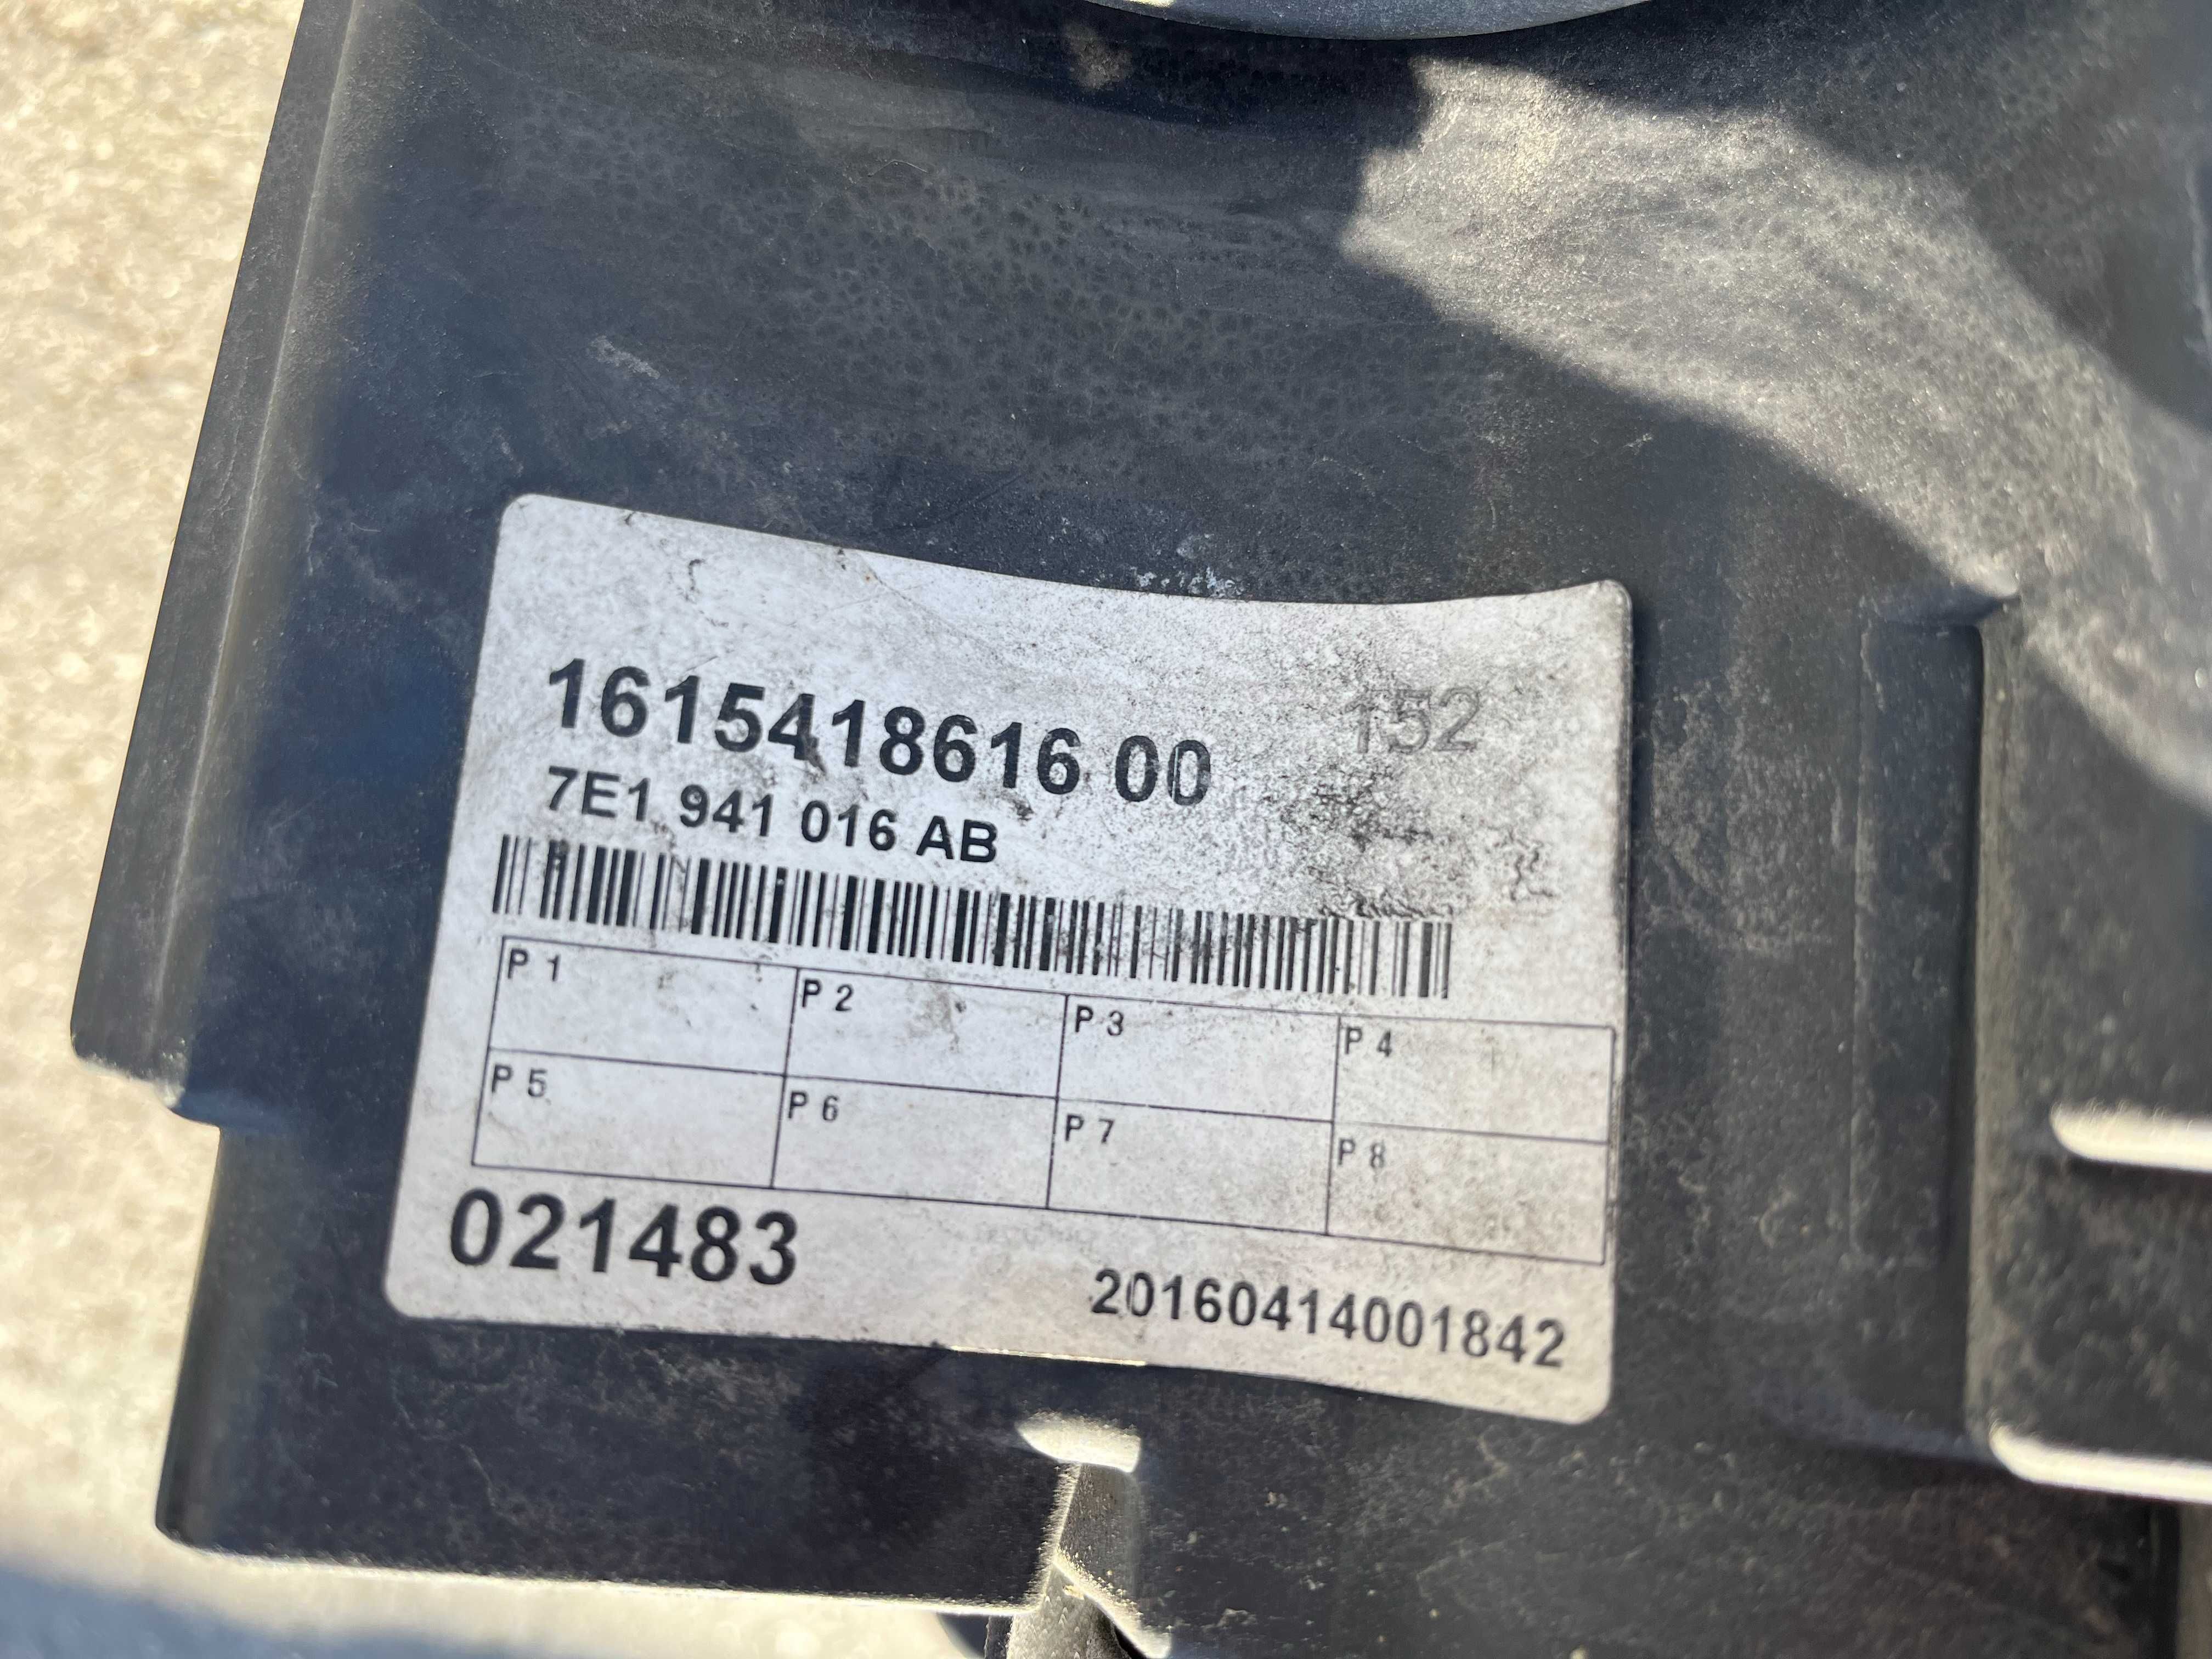 1615418616 00 152
7E1 941 016 AB
P 1 P 2 P 3 P 4
P 5 P 6 P 7 P 8
021483
20160414001842